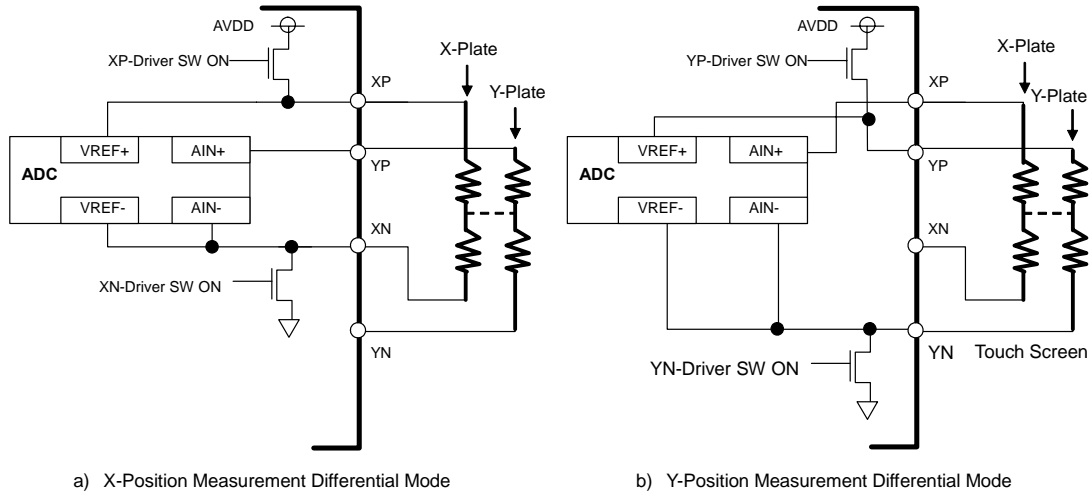 AVDD
XP-Driver SW ON
XP
X-Plate
Y-Plate
VREF+
AIN+
YP
ADC
VREF-
AIN-
XN
XN-Driver SW ON
YN
a) X-Position Measurement Differential Mode
AVDD
YP-Driver SW ON
XP
X-Plate
Y-Plate
VREF+
AIN+
YP
ADC
VREF-
AIN-
XN
YN
Touch Screen
YN-Driver SW ON
b) Y-Position Measurement Differential Mode